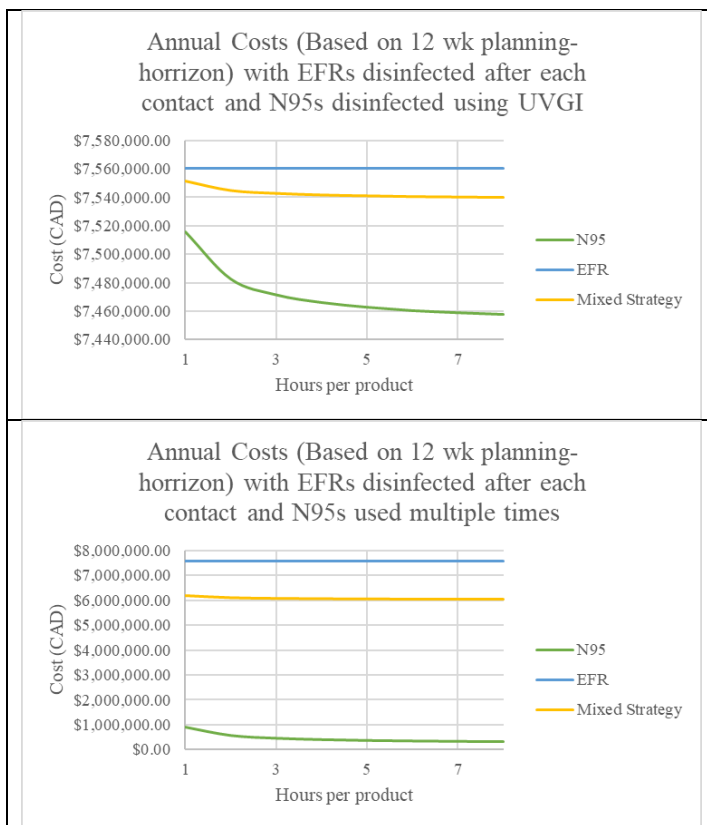 Annual Costs (Based on 12 wk planning-
horrizon) with EFRs disinfected after each
contact and N95s disinfected using UVGI
$7,580,000.00
$7,560,000.00
$7,540,000.00
$7,520,000.00
$7,500,000.00
$7,480,000.00
$7,460,000.00
$7,440,000.00
Cost (CAD)
1 3 5 7
Hours per product
N95
EFR
Mixed Strategy
Annual Costs (Based on 12 wk planning-
horrizon) with EFRs disinfected after each
contact and N95s used multiple times
$8,000,000.00
$7,000,000.00
$6,000,000.00
$5,000,000.00
$4,000,000.00
$3,000,000.00
$2,000,000.00
$1,000,000.00
$0.00
Cost (CAD)
1 3 5 7
Hours per product
N95
EFR
Mixed Strategy